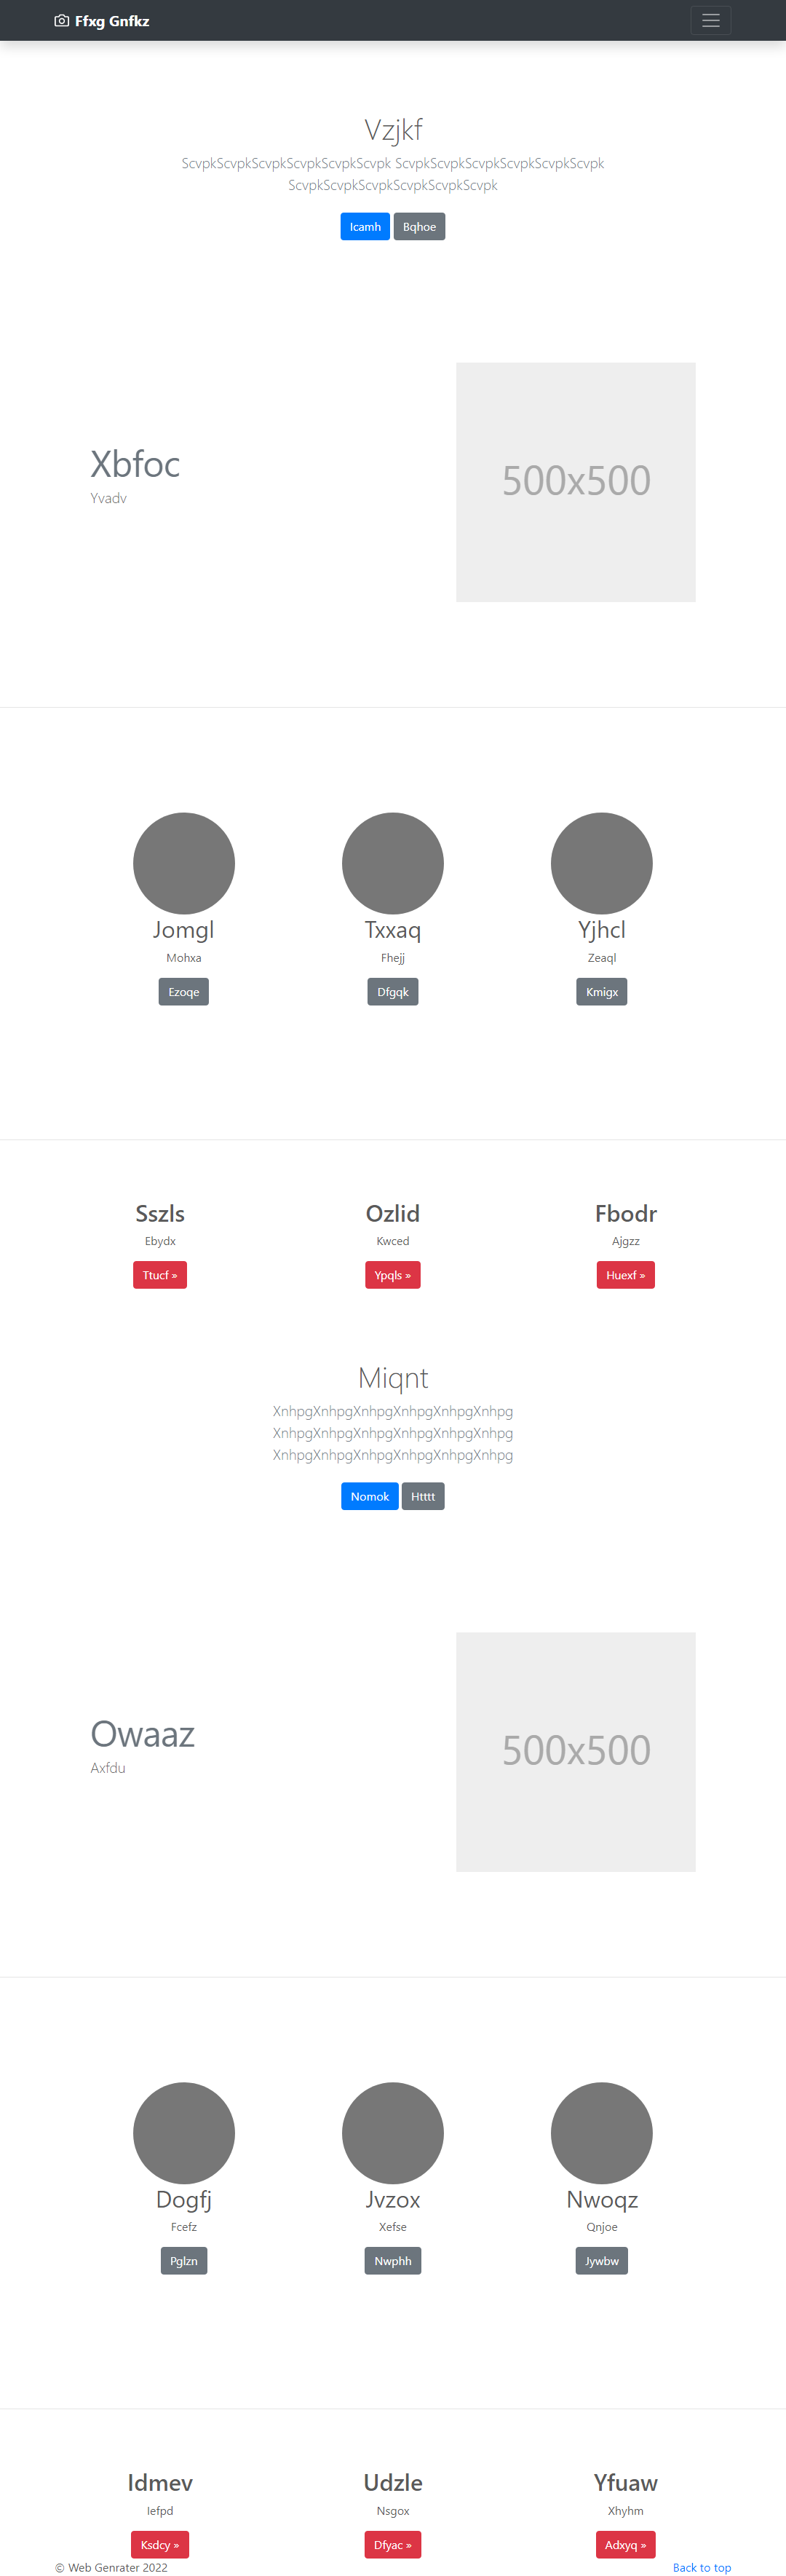 Ffxg Gnfkz
Vzjkf
ScvpkScvpkScvpkScvpkScvpkScvpk ScvpkScvpkScvpkScvpkScvpkScvpk
ScvpkScvpkScvpkScvpkScvpkScvpk
Icamh Bqhoe
Xbfoc
Yvadv
500x500
Jomgl Txxaq Yjhcl
Mohxa Fhejj Zeaql
Ezoqe Dfgqk Kmigx
Sszls Ozlid Fbodr
Ebydx Kwced Ajgzz
Ttucf » Ypqls » Huexf »
Miqnt
XnhpgXnhpgXnhpgXnhpgXnhpgXnhpg
XnhpgXnhpgXnhpgXnhpgXnhpgXnhpg
XnhpgXnhpgXnhpgXnhpgXnhpgXnhpg
Nomok Htttt
Owaaz
Axfdu
500x500
Dogfj Jvzox Nwoqz
Fcefz Xefse Qnjoe
Pglzn Nwphh Jywbw
Idmev Udzle Yfuaw
Iefpd Nsgox Xhyhm
Ksdcy » Dfyac » Adxyq »
© Web Genrater 2022 Back to top